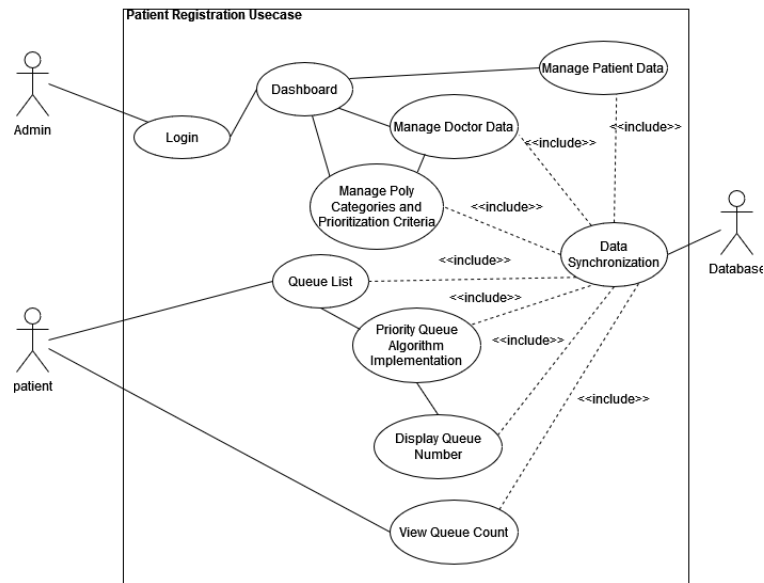 Patient Registration Usecase
Manage Patient Data
Dashboard
Admin
Login
Manage Doctor Data
<<include>>
<<include>>
Manage Poly
Categories and
Prioritization Criteria
<<include>>
Data
Synchronization
Database
<<include>>
Queue List
<<include>>
Priority Queue
Algorithm
Implementation
<<include>>
patient
<<include>>
Display Queue
Number
View Queue Count